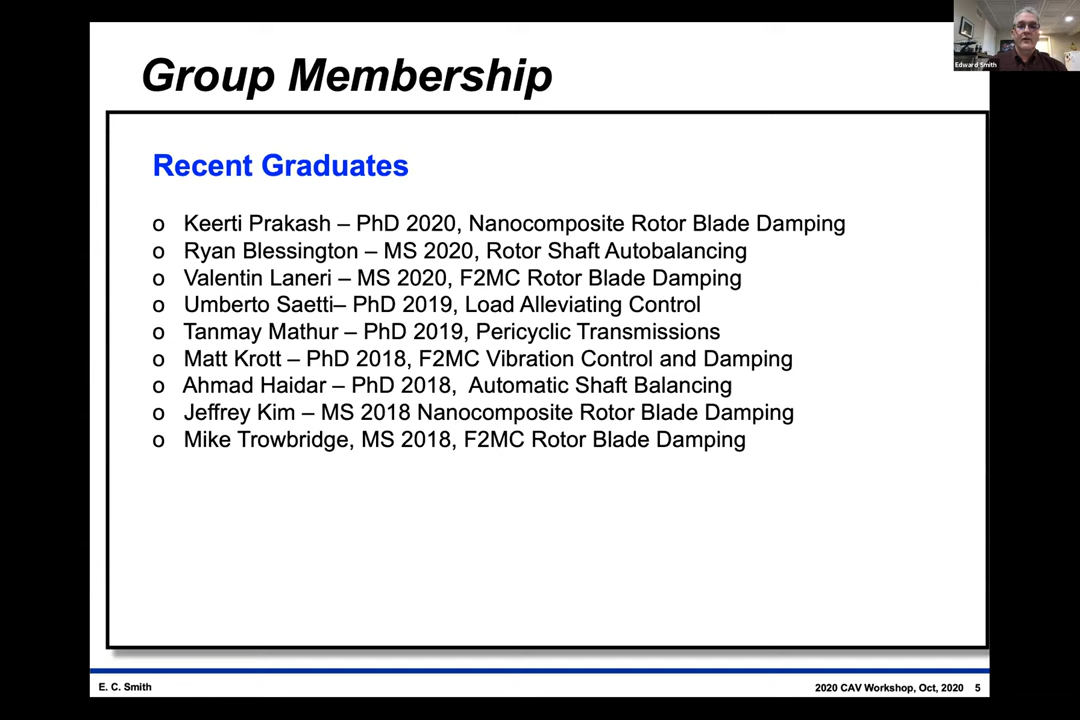 Group Membership
Edward Smith
Recent Graduates
o Keerti Prakash – PhD 2020, Nanocomposite Rotor Blade Damping
o Ryan Blessington – MS 2020, Rotor Shaft Autobalancing
o Valentin Laneri – MS 2020, F2MC Rotor Blade Damping
o Umberto Saetti– PhD 2019, Load Alleviating Control
o Tanmay Mathur – PhD 2019, Pericyclic Transmissions
o Matt Krott – PhD 2018, F2MC Vibration Control and Damping
o Ahmad Haidar – PhD 2018, Automatic Shaft Balancing
o Jeffrey Kim – MS 2018 Nanocomposite Rotor Blade Damping
o Mike Trowbridge, MS 2018, F2MC Rotor Blade Damping
E. C. Smith
2020 CAV Workshop, Oct, 2020 5